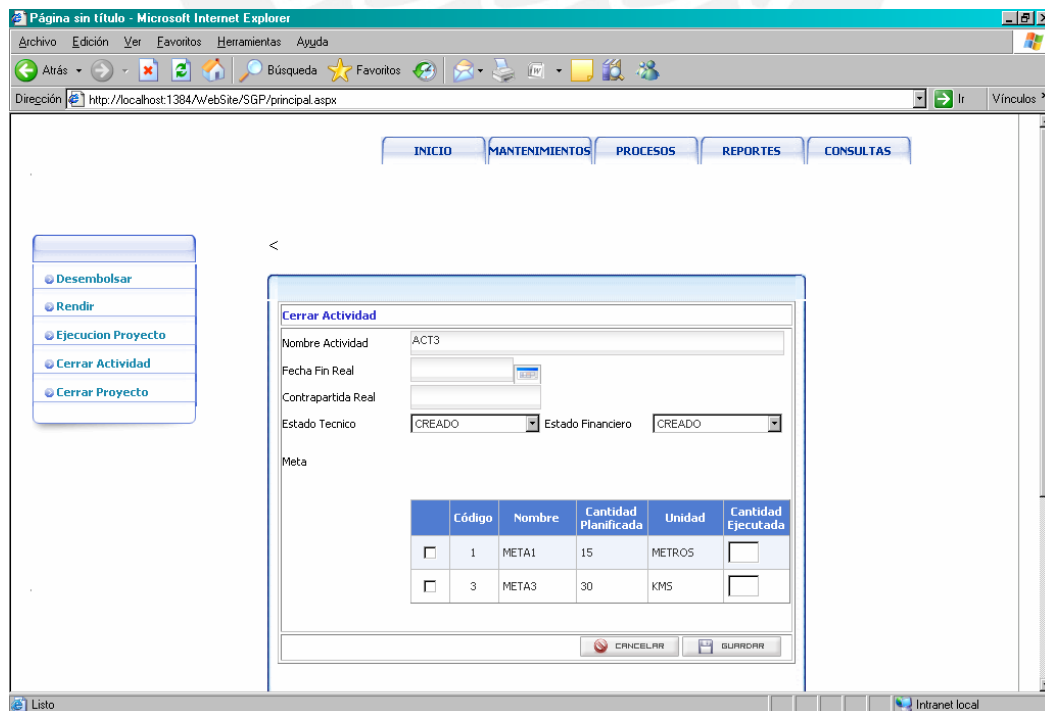 Página sin título - Microsoft Internet Explorer
Archivo Edición Ver Favoritos Herramientas Ayuda
Atrás Búsqueda Favoritos
Dirección http://localhost:1384/WebSite/SGP/principal.aspx Ir Vínculos
INICIO MANTENIMIENTOS PROCESOS REPORTES CONSULTAS
<
Desembolsar
Rendir
Ejecucion Proyecto
Cerrar Actividad
Cerrar Proyecto
Cerrar Actividad
Nombre Actividad ACT3
Fecha Fin Real
Contrapartida Real
Estado Tecnico CREADO Estado Financiero CREADO
Meta
Código Nombre Cantidad Planificada Unidad Cantidad Ejecutada
1 META1 15 METROS
3 META3 30 KMS
CANCELAR GUARDAR
Listo Intranet local